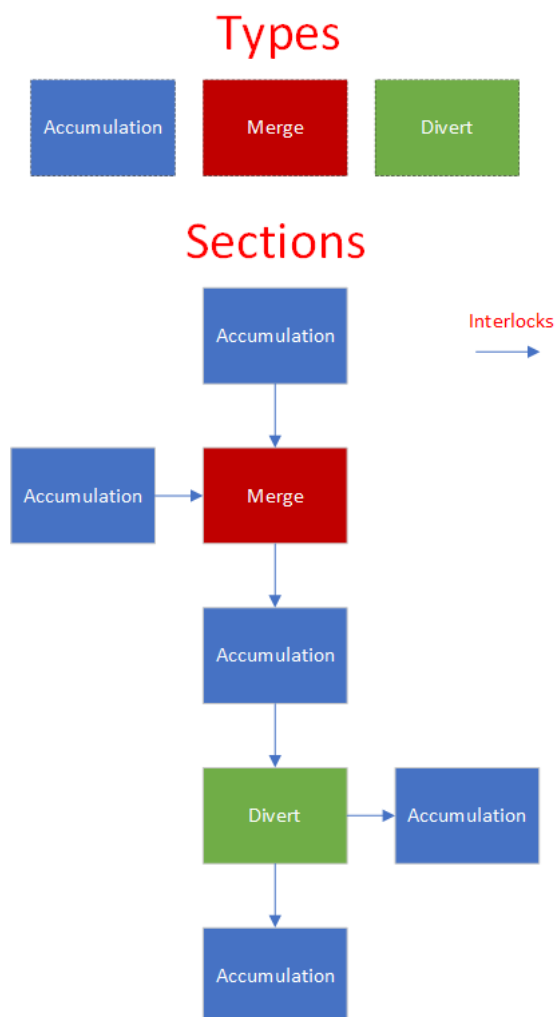 Types
Accumulation
Merge
Divert
Sections
Accumulation
Interlocks
Accumulation
Merge
Accumulation
Divert
Accumulation
Accumulation